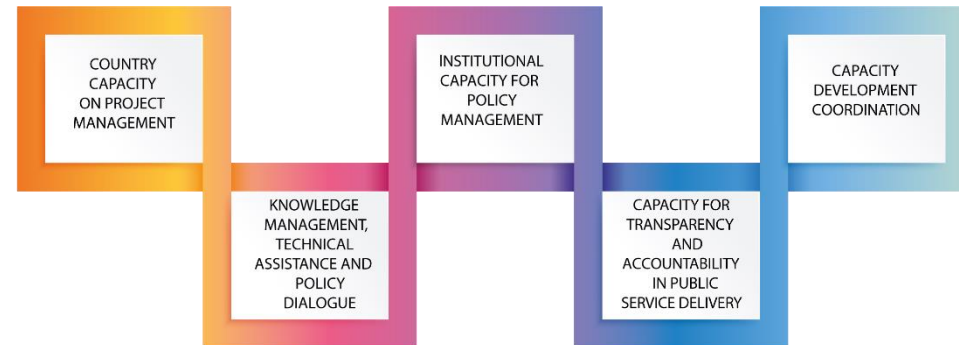 COUNTRY
CAPACITY
ON PROJECT
MANAGEMENT
KNOWLEDGE
MANAGEMENT,
TECHNICAL
ASSISTANCE AND
POLICY
DIALOGUE
INSTITUTIONAL
CAPACITY FOR
POLICY
MANAGEMENT
CAPACITY FOR
TRANSPARENCY
AND
ACCOUNTABILITY
IN PUBLIC
SERVICE DELIVERY
CAPACITY
DEVELOPMENT
COORDINATION